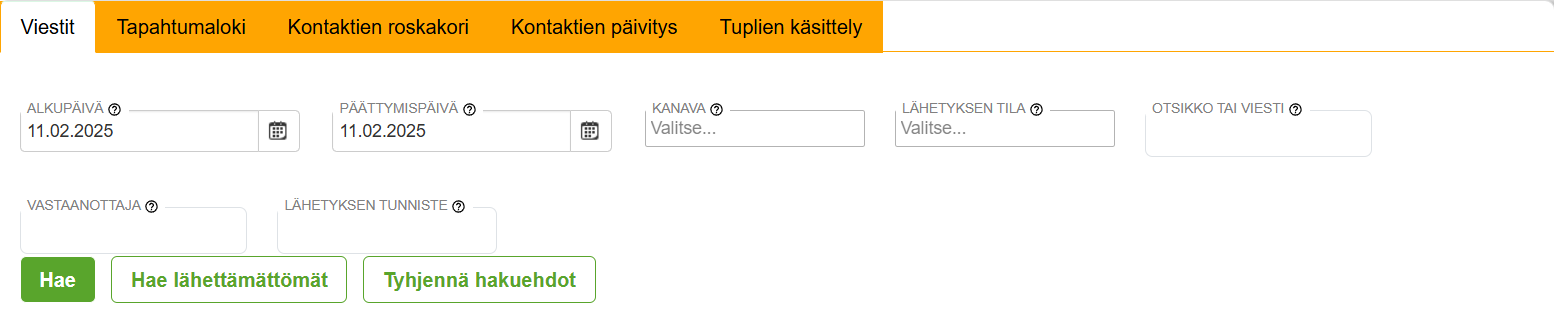 Viestit Tapahtumaloki Kontaktien roskakori Kontaktien päivitys Tuplien käsittely
ALKUPÄIVÄ PÄÄTTYMISPÄIVÄ KANAVA LÄHETYKSEN TILA OTSIKKO TAI VIESTI
11.02.2025 11.02.2025 Valitse... Valitse...
VASTAANOTTAJA LÄHETYKSEN TUNNISTE
Hae Hae lähettämättömät Tyhjennä hakuehdot